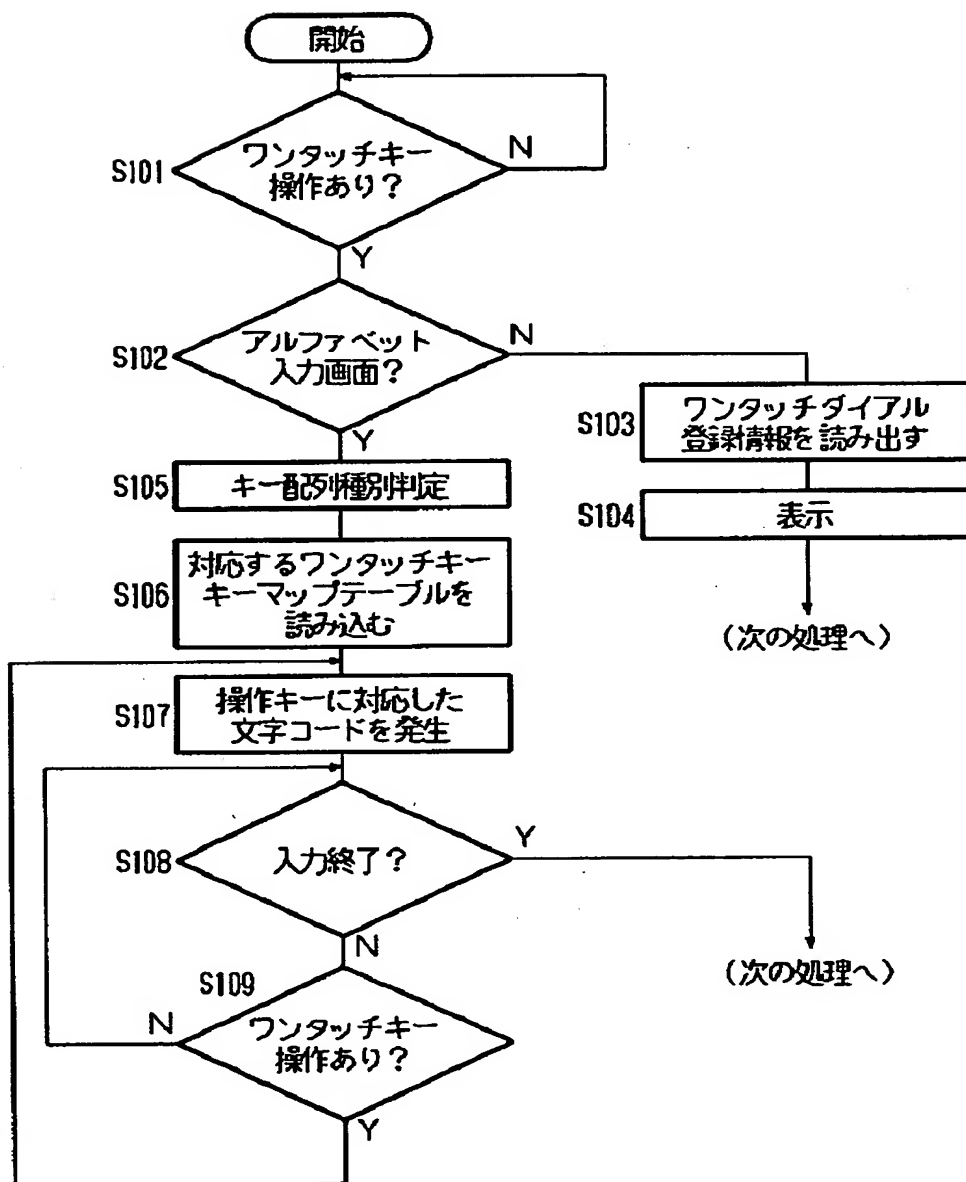 開始
S101
ワンタッチキー
操作あり？
N
Y
S102
アルファベット
入力画面？
N
Y
S103
ワンタッチダイアル
登録情報を読み出す
S104
表示
(次の処理へ)
S105
キー配列種別判定
S106
対応するワンタッチキー
キーマップテーブルを
読み込む
S107
操作キーに対応した
文字コードを発生
S108
入力終了？
Y
N
(次の処理へ)
S109
ワンタッチキー
操作あり？
N
Y